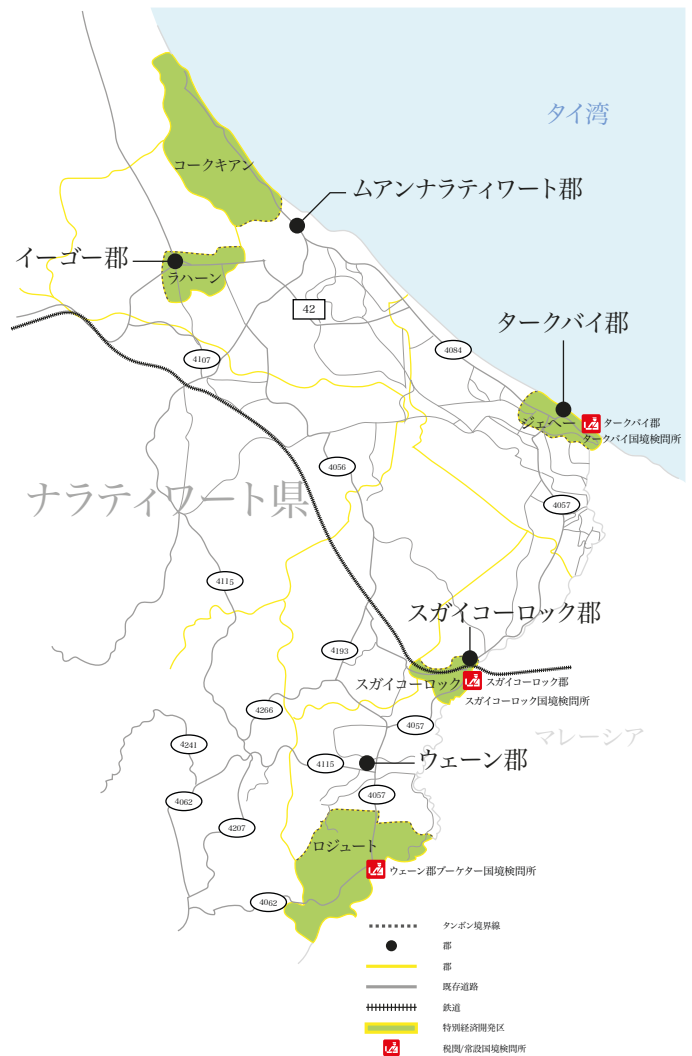 タイ湾
コークキアン
ムアンナラティワート郡
イーゴー郡
ラハーン
42
タークバイ郡
4084
4107
ジェヘー
タークバイ郡
タークバイ国境検問所
4056
ナラティワート県
4057
4115
スガイコーロック郡
4193
スガイコーロック
スガイコーロック郡
スガイコーロック国境検問所
4266
4057
マレーシア
4241
4115
ウェーン郡
4062
4057
4207
ロジュート
ウェーン郡ブーケター国境検問所
4062
タンボン境界線
郡
郡
既存道路
鉄道
特別経済開発区
税関/常設国境検問所